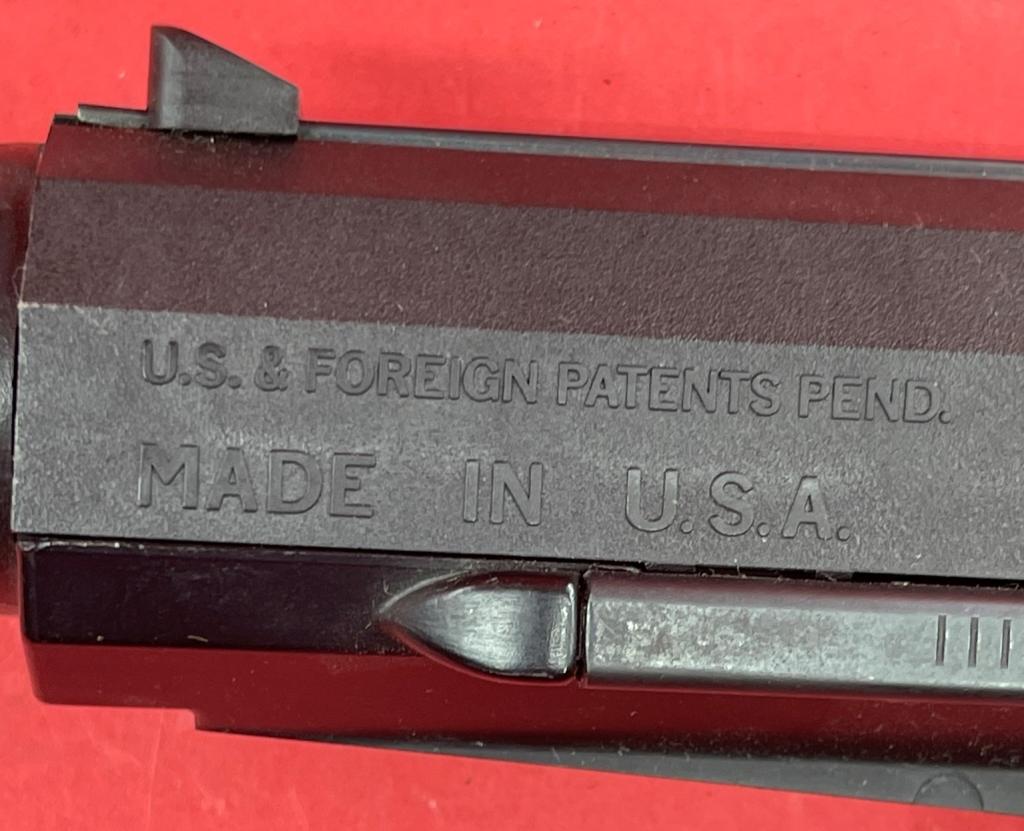 U.S. & FOREIGN PATENTS PEND.
MADE IN U.S.A.